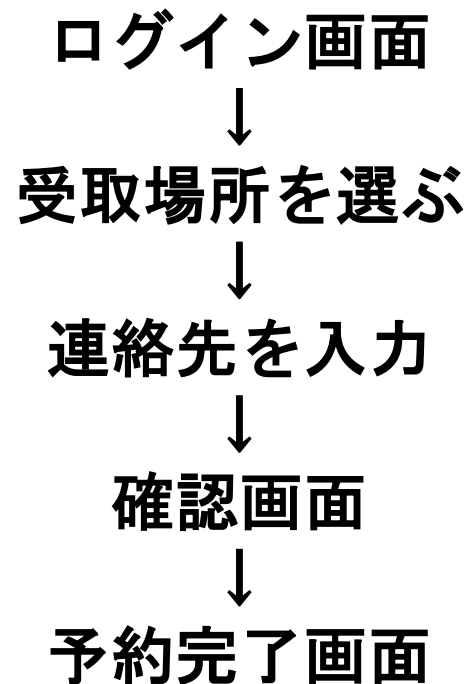 ログイン画面
↓
受取場所を選ぶ
↓
連絡先を入力
↓
確認画面
↓
予約完了画面